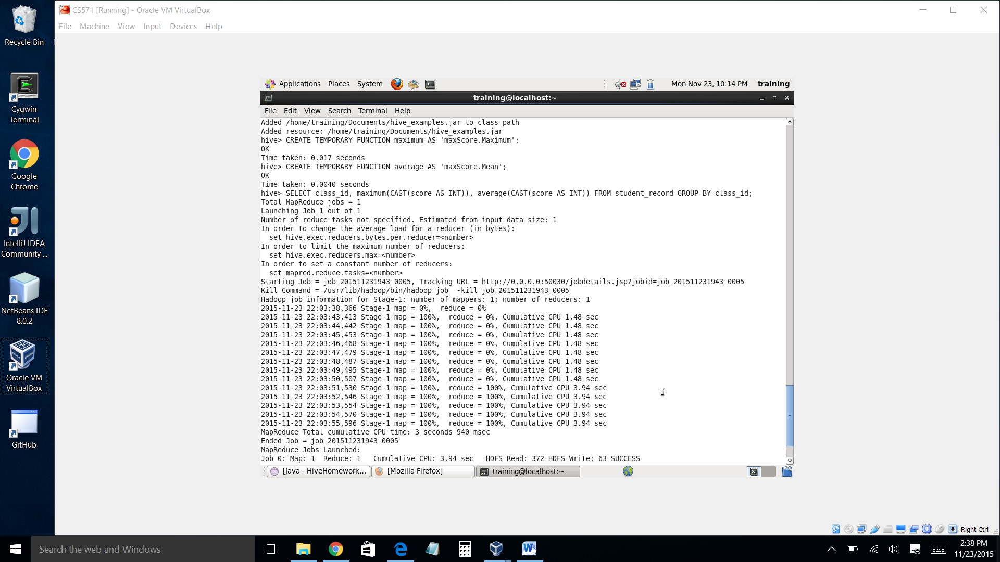 CS571 [Running] - Oracle VM VirtualBox
File Machine View Input Devices Help
Recycle Bin
Cygwin
Terminal
Google
Chrome
IntelliJ IDEA
Community ...
NetBeans IDE
8.0.2
Oracle VM
VirtualBox
GitHub
Applications Places System Mon Nov 23, 10:14 PM training
training@localhost:~
File Edit View Search Terminal Help
Added /home/training/Documents/hive_examples.jar to class path
Added resource: /home/training/Documents/hive_examples.jar
hive> CREATE TEMPORARY FUNCTION maximum AS 'maxScore.Maximum';
OK
Time taken: 0.017 seconds
hive> CREATE TEMPORARY FUNCTION average AS 'maxScore.Mean';
OK
Time taken: 0.0040 seconds
hive> SELECT class_id, maximum(CAST(score AS INT)), average(CAST(score AS INT)) FROM student_record GROUP BY class_id;
Total MapReduce jobs = 1
Launching Job 1 out of 1
Number of reduce tasks not specified. Estimated from input data size: 1
In order to change the average load for a reducer (in bytes):
  set hive.exec.reducers.bytes.per.reducer=<number>
In order to limit the maximum number of reducers:
  set hive.exec.reducers.max=<number>
In order to set a constant number of reducers:
  set mapred.reduce.tasks=<number>
Starting Job = job_201511231943_0005, Tracking URL = http://0.0.0.0:50030/jobdetails.jsp?jobid=job_201511231943_0005
Kill Command = /usr/lib/hadoop/bin/hadoop job  -kill job_201511231943_0005
Hadoop job information for Stage-1: number of mappers: 1; number of reducers: 1
2015-11-23 22:03:38,366 Stage-1 map = 0%,  reduce = 0%
2015-11-23 22:03:43,413 Stage-1 map = 100%,  reduce = 0%, Cumulative CPU 1.48 sec
2015-11-23 22:03:44,442 Stage-1 map = 100%,  reduce = 0%, Cumulative CPU 1.48 sec
2015-11-23 22:03:45,453 Stage-1 map = 100%,  reduce = 0%, Cumulative CPU 1.48 sec
2015-11-23 22:03:46,468 Stage-1 map = 100%,  reduce = 0%, Cumulative CPU 1.48 sec
2015-11-23 22:03:47,479 Stage-1 map = 100%,  reduce = 0%, Cumulative CPU 1.48 sec
2015-11-23 22:03:48,487 Stage-1 map = 100%,  reduce = 0%, Cumulative CPU 1.48 sec
2015-11-23 22:03:49,495 Stage-1 map = 100%,  reduce = 0%, Cumulative CPU 1.48 sec
2015-11-23 22:03:50,507 Stage-1 map = 100%,  reduce = 0%, Cumulative CPU 1.48 sec
2015-11-23 22:03:51,530 Stage-1 map = 100%,  reduce = 100%, Cumulative CPU 3.94 sec
2015-11-23 22:03:52,546 Stage-1 map = 100%,  reduce = 100%, Cumulative CPU 3.94 sec
2015-11-23 22:03:53,554 Stage-1 map = 100%,  reduce = 100%, Cumulative CPU 3.94 sec
2015-11-23 22:03:54,570 Stage-1 map = 100%,  reduce = 100%, Cumulative CPU 3.94 sec
2015-11-23 22:03:55,596 Stage-1 map = 100%,  reduce = 100%, Cumulative CPU 3.94 sec
MapReduce Total cumulative CPU time: 3 seconds 940 msec
Ended Job = job_201511231943_0005
MapReduce Jobs Launched:
Job 0: Map: 1  Reduce: 1   Cumulative CPU: 3.94 sec   HDFS Read: 372 HDFS Write: 63 SUCCESS
[Java - HiveHomework... [Mozilla Firefox] training@localhost:~
Right Ctrl
Search the web and Windows
2:38 PM
11/23/2015